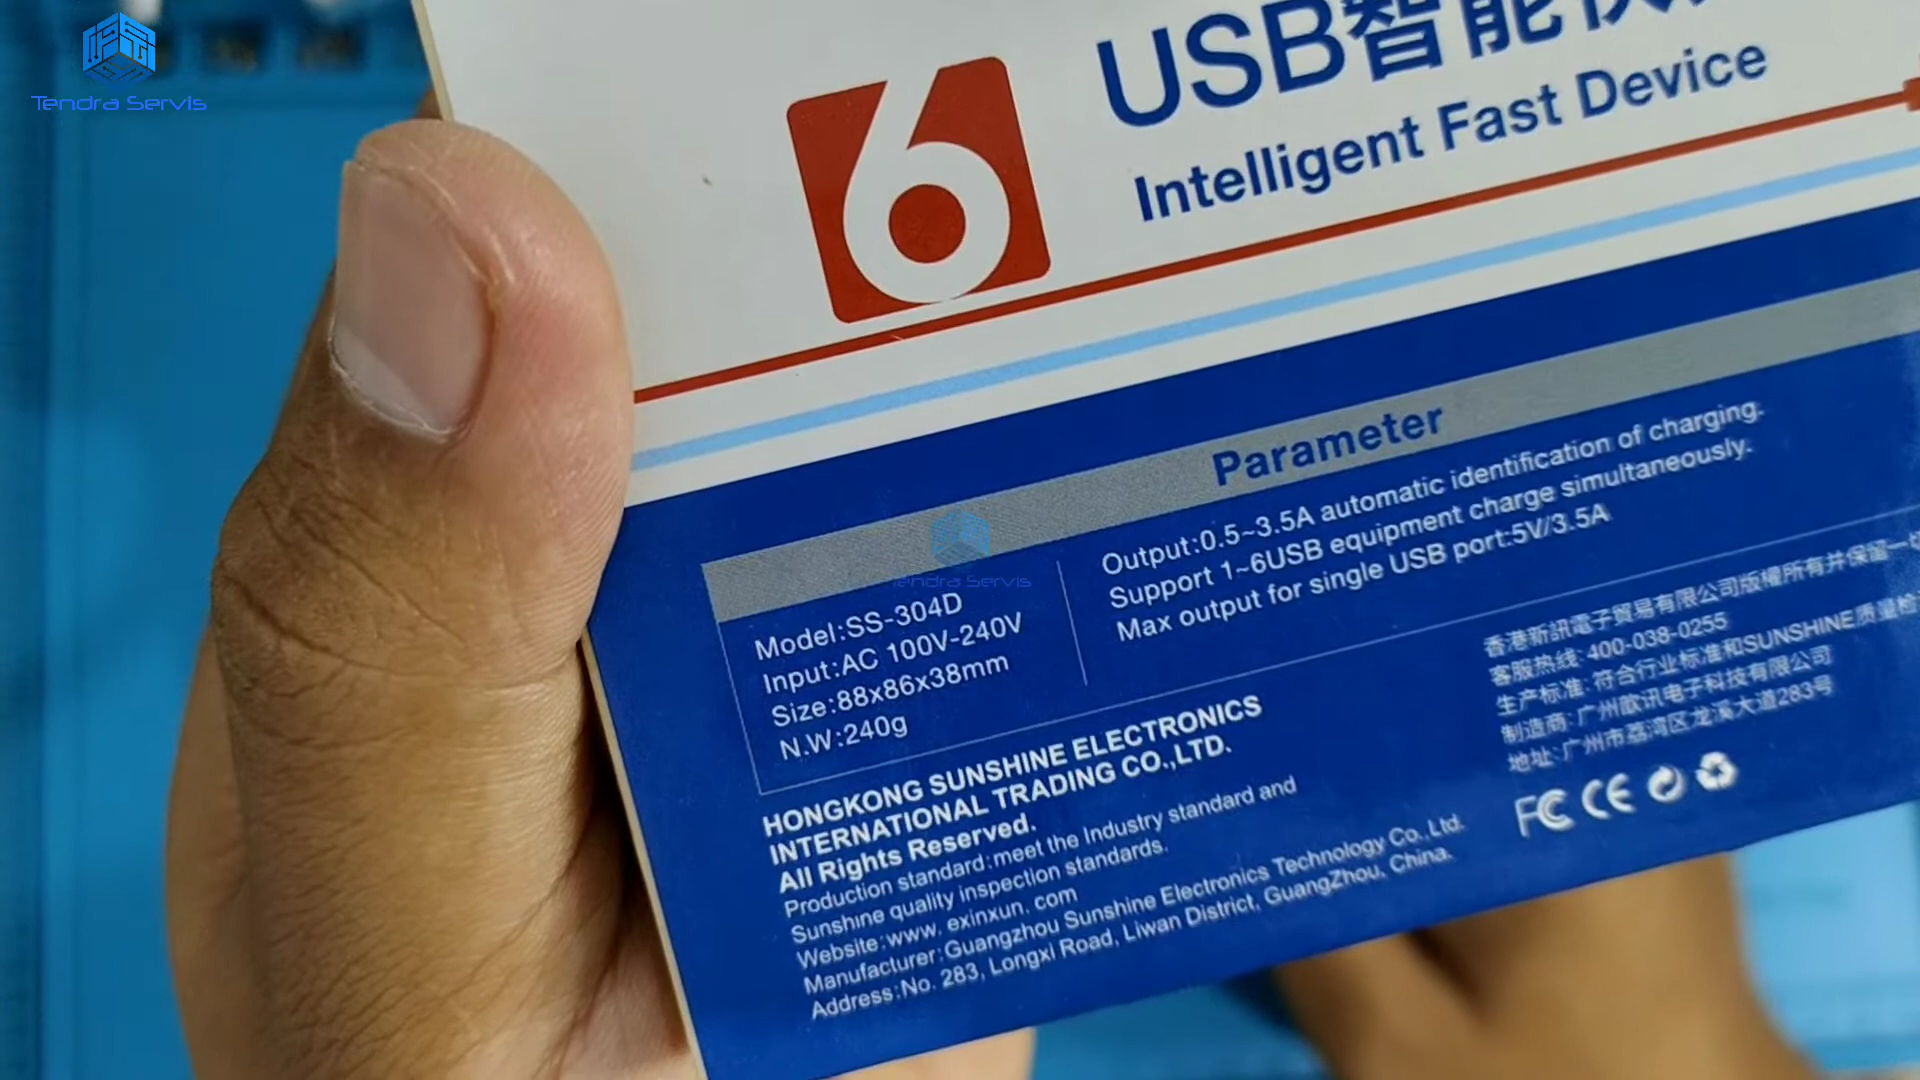 Tendra Servis
6
USB智能快
Intelligent Fast Device
Parameter
Model:SS-304D
Input:AC 100V-240V
Size:88x86x38mm
N.W:240g
Output:0.5~3.5A automatic identification of charging.
Support 1~6USB equipment charge simultaneously.
Max output for single USB port:5V/3.5A
Tendra Servis
HONGKONG SUNSHINE ELECTRONICS
INTERNATIONAL TRADING CO.,LTD.
All Rights Reserved.
Production standard:meet the Industry standard and
Sunshine quality inspection standards.
Website:www. exinxun. com
Manufacturer:Guangzhou Sunshine Electronics Technology Co.,Ltd.
Address:No. 283, Longxi Road, Liwan District, GuangZhou, China.
香港新訊電子貿易有限公司版權所有并保留一切
客服热线: 400-038-0255
生产标准: 符合行业标准和SUNSHINE质量检
制造商: 广州歆讯电子科技有限公司
地址: 广州市荔湾区龙溪大道283号
FC CE